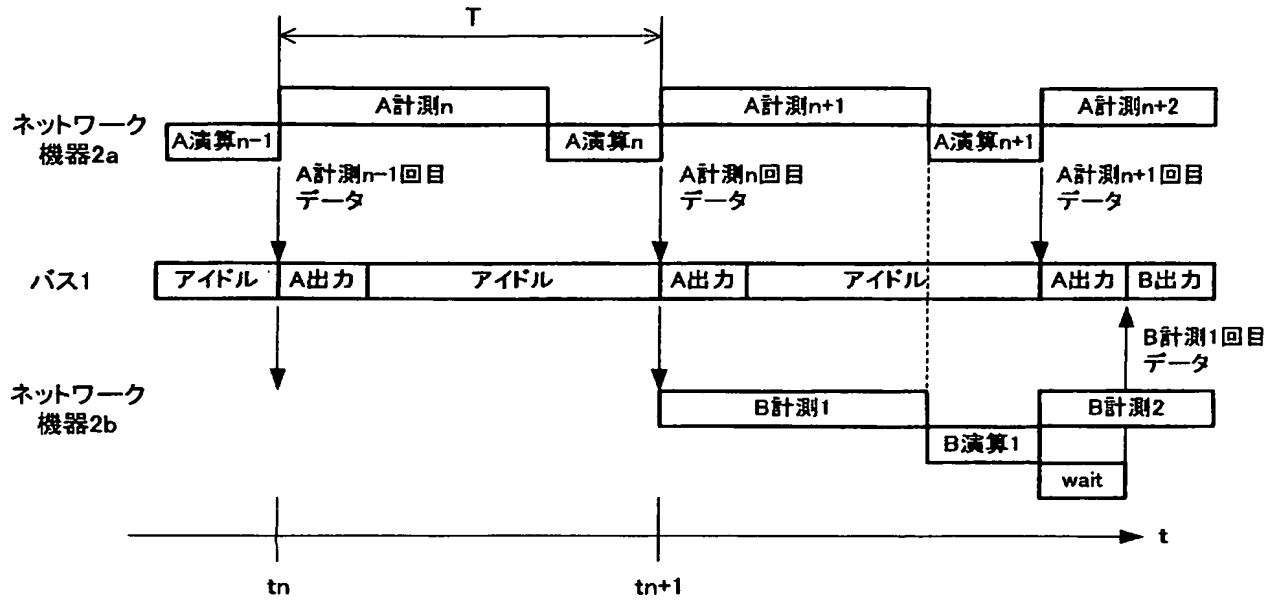 T
ネットワーク
機器2a
A計測n
A計測n+1
A計測n+2
A演算n-1
A演算n
A演算n+1
A計測n-1回目
データ
A計測n回目
データ
A計測n+1回目
データ
バス1
アイドル
A出力
アイドル
A出力
アイドル
A出力
B出力
B計測1回目
データ
ネットワーク
機器2b
B計測1
B計測2
B演算1
wait
t
tn
tn+1